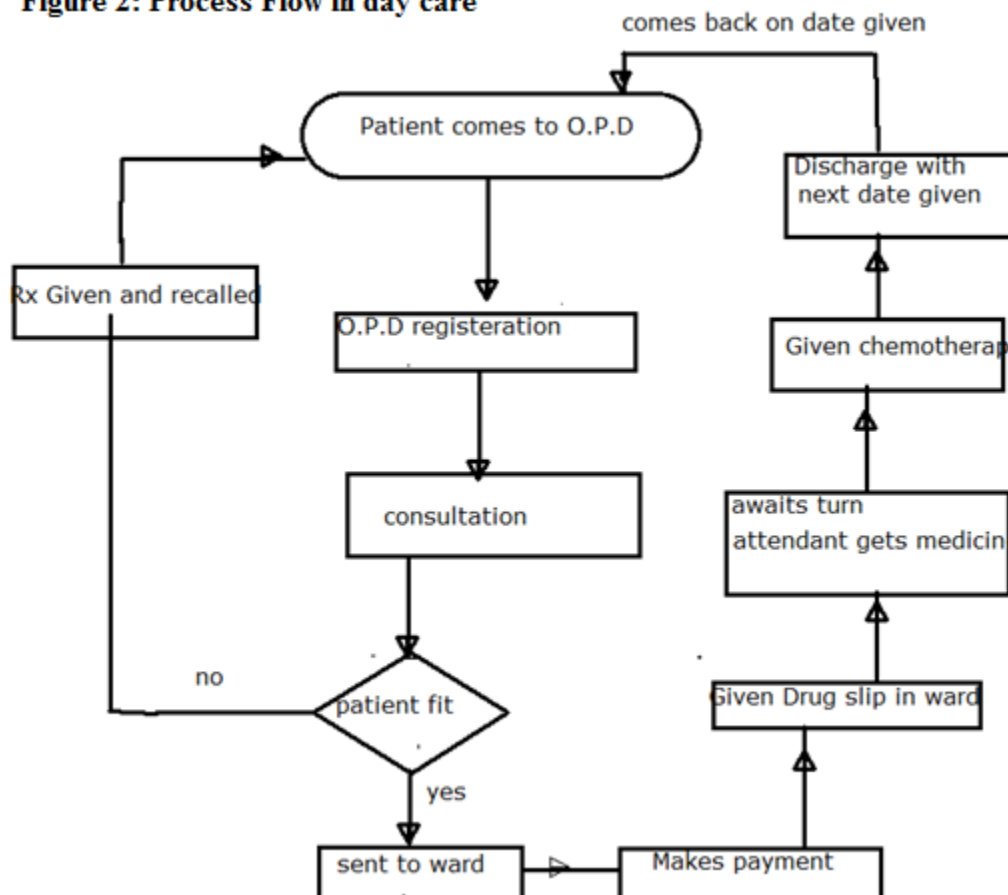 Figure 2: Process Flow in day care
comes back on date given
Patient comes to O.P.D
Discharge with
next date given
Rx Given and recalled
O.P.D registeration
Given chemotherap
consultation
awaits turn
attendant gets medicin
no
patient fit
Given Drug slip in ward
yes
sent to ward
Makes payment